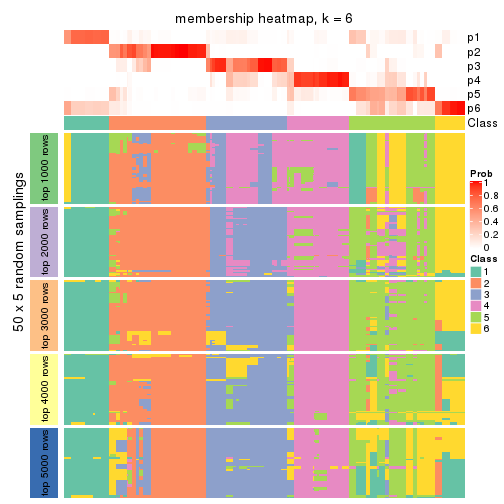 membership heatmap, k = 6
p1
p2
p3
p4
p5
p6
Class
50 x 5 random samplings
top 1000 rows
top 2000 rows
top 3000 rows
top 4000 rows
top 5000 rows
Prob
1
0.8
0.6
0.4
0.2
0
Class
1
2
3
4
5
6